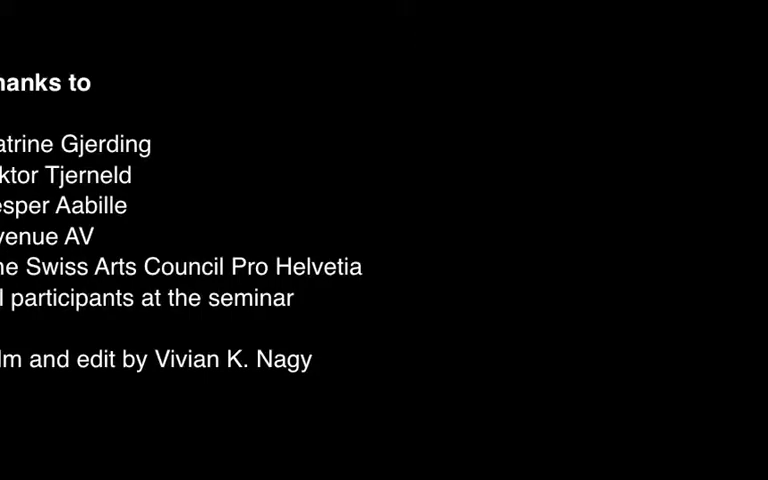 hanks to
atrine Gjerding
ktor Tjerneld
esper Aabille
venue AV
ne Swiss Arts Council Pro Helvetia
l participants at the seminar
lm and edit by Vivian K. Nagy